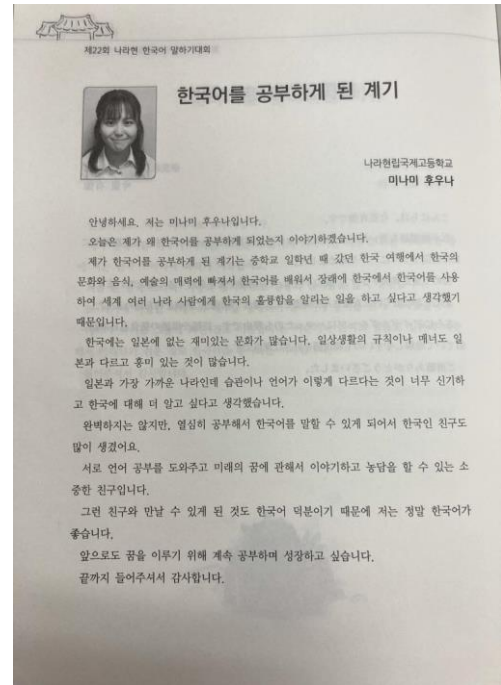 제22회 나라현 한국어 말하기대회
한국어를 공부하게 된 계기
나라현립국제고등학교
미나미 후우나
안녕하세요. 저는 미나미 후우나입니다.
오늘은 제가 왜 한국어를 공부하게 되었는지 이야기하겠습니다.
제가 한국어를 공부하게 된 계기는 중학교 일학년 때 갔던 한국 여행에서 한국의
문화와 음식, 예술의 매력에 빠져서 한국어를 배워서 장래에 한국에서 한국어를 사용
하여 세계 여러 나라 사람에게 한국의 훌륭함을 알리는 일을 하고 싶다고 생각했기
때문입니다.
한국에는 일본에 없는 재미있는 문화가 많습니다. 일상생활의 규칙이나 매너도 일
본과 다르고 흥미 있는 것이 많습니다.
일본과 가장 가까운 나라인데 습관이나 언어가 이렇게 다르다는 것이 너무 신기하
고 한국에 대해 더 알고 싶다고 생각했습니다.
완벽하지는 않지만, 열심히 공부해서 한국어를 말할 수 있게 되어서 한국인 친구도
많이 생겼어요.
서로 언어 공부를 도와주고 미래의 꿈에 관해서 이야기하고 농담을 할 수 있는 소
중한 친구입니다.
그런 친구와 만날 수 있게 된 것도 한국어 덕분이기 때문에 저는 정말 한국어가
좋습니다.
앞으로도 꿈을 이루기 위해 계속 공부하며 성장하고 싶습니다.
끝까지 들어주셔서 감사합니다.